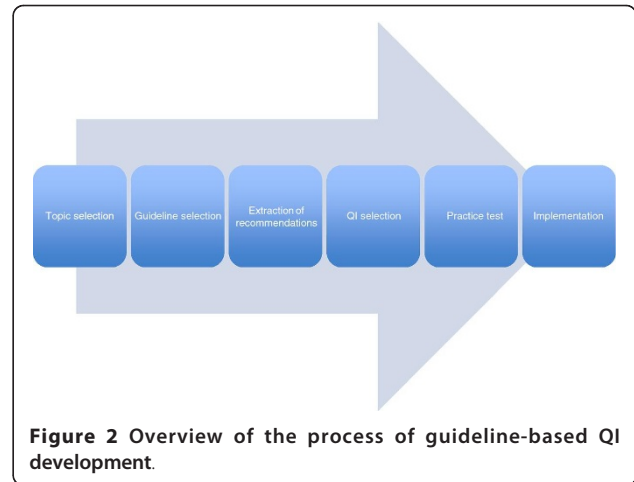 Topic selection
Guideline selection
Extraction of
recommendations
QI selection
Practice test
Implementation
Figure 2 Overview of the process of guideline-based QI
development.